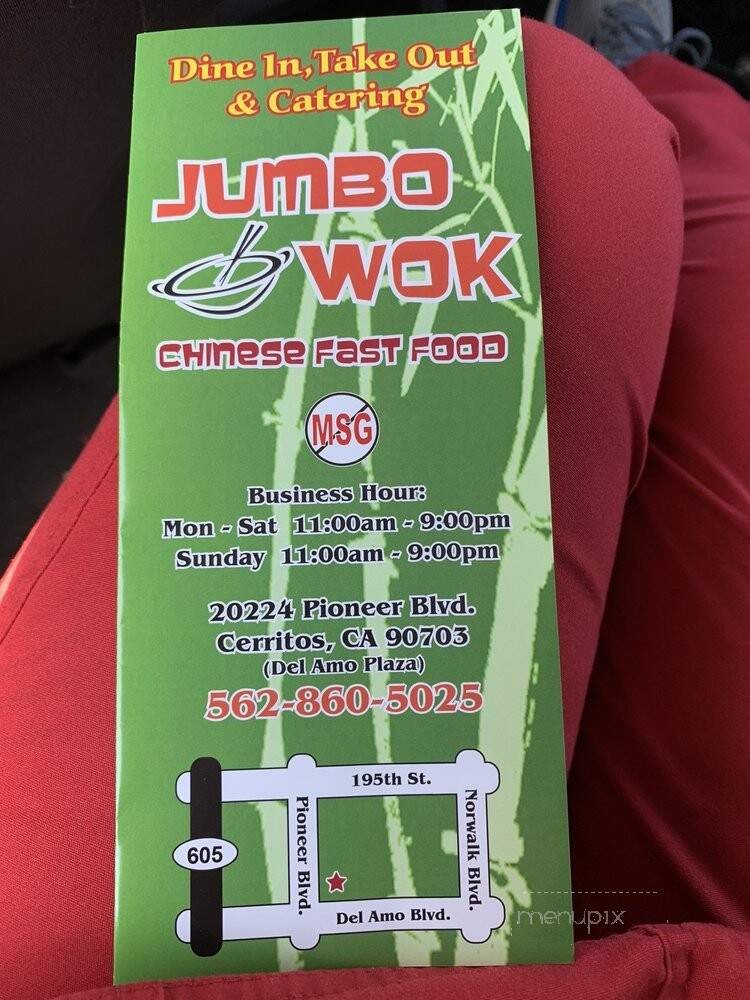 Dine In, Take Out
& Catering
JUMBO
WOK
CHINESE FAST FOOD
MSG
Business Hour:
Mon - Sat 11:00am - 9:00pm
Sunday 11:00am - 9:00pm
20224 Pioneer Blvd.
Cerritos, CA 90703
(Del Amo Plaza)
562-860-5025
195th St.
605
Pioneer Blvd.
Norwalk Blvd.
Del Amo Blvd.
menupix